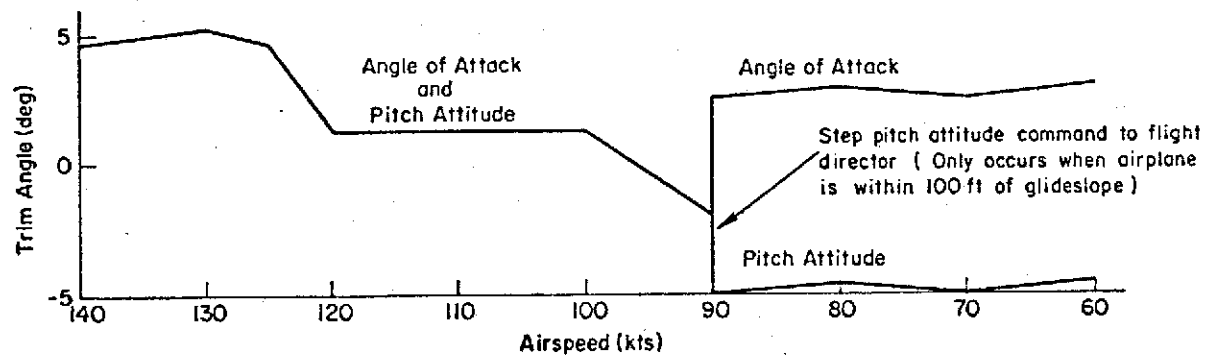 5
0
-5
Trim Angle (deg)
Angle of Attack
and
Pitch Attitude
Angle of Attack
Step pitch attitude command to flight
director ( Only occurs when airplane
is within 100 ft of glideslope )
Pitch Attitude
140 130 120 110 100 90 80 70 60
Airspeed (kts)